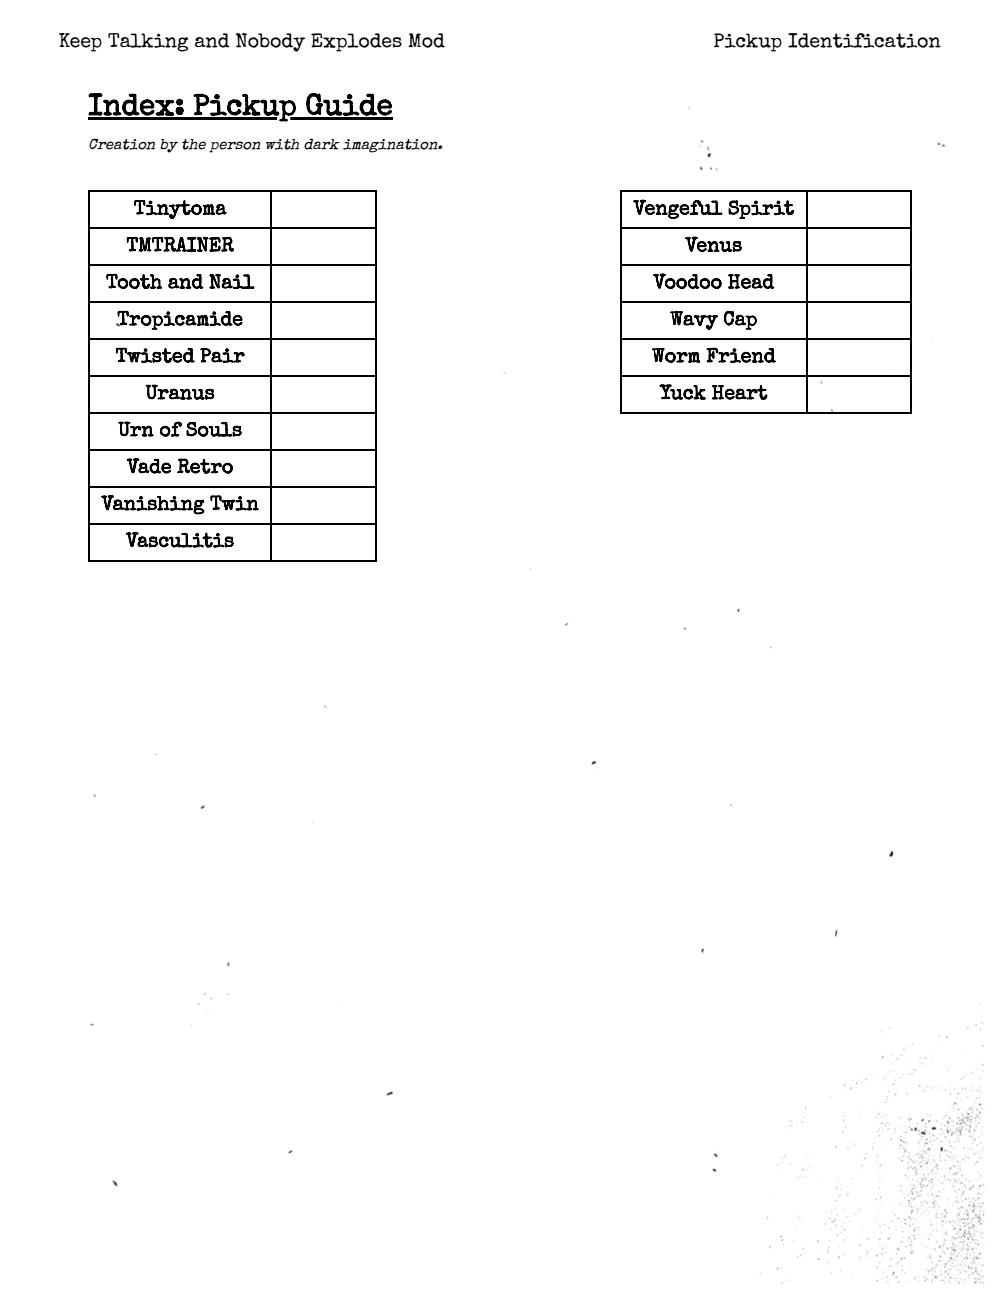 Keep Talking and Nobody Explodes Mod
Pickup Identification
Index: Pickup Guide
Creation by the person with dark imagination.
Tinytoma
TMTRAINER
Tooth and Nail
Tropicamide
Twisted Pair
Uranus
Urn of Souls
Vade Retro
Vanishing Twin
Vasculitis
Vengeful Spirit
Venus
Voodoo Head
Wavy Cap
Worm Friend
Yuck Heart